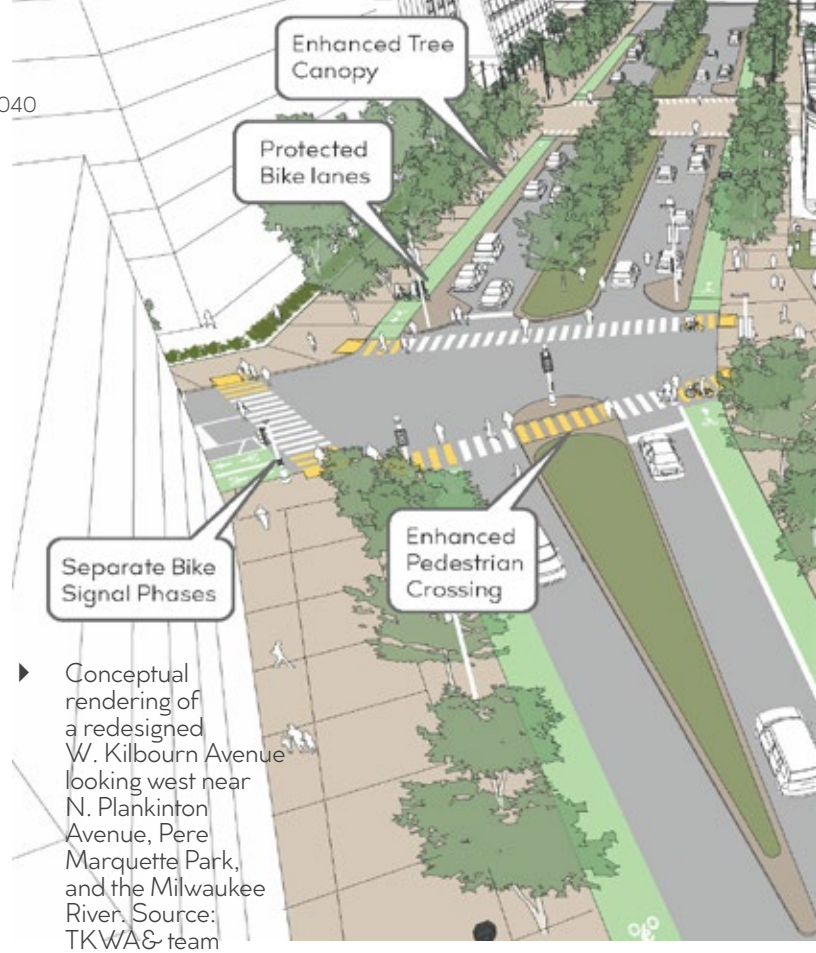 040
Enhanced Tree
Canopy
Protected
Bike lanes
Separate Bike
Signal Phases
Enhanced
Pedestrian
Crossing
Conceptual
rendering of
a redesigned
W. Kilbourn Avenue
looking west near
N. Plankinton
Avenue, Pere
Marquette Park,
and the Milwaukee
River. Source:
TKWA& team